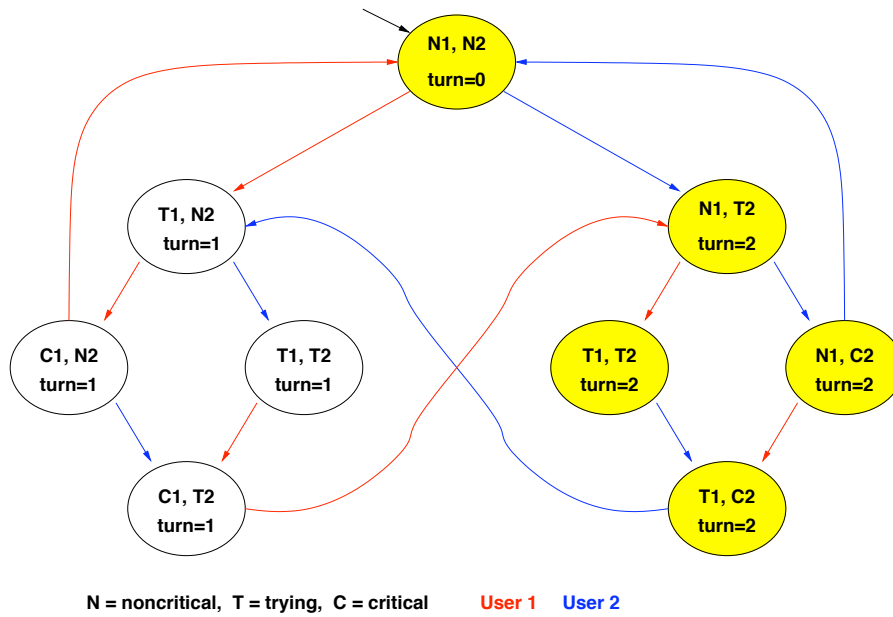 N1, N2
turn=0
T1, N2
turn=1
N1, T2
turn=2
C1, N2
turn=1
T1, T2
turn=1
T1, T2
turn=2
N1, C2
turn=2
C1, T2
turn=1
T1, C2
turn=2
N = noncritical, T = trying, C = critical User 1 User 2